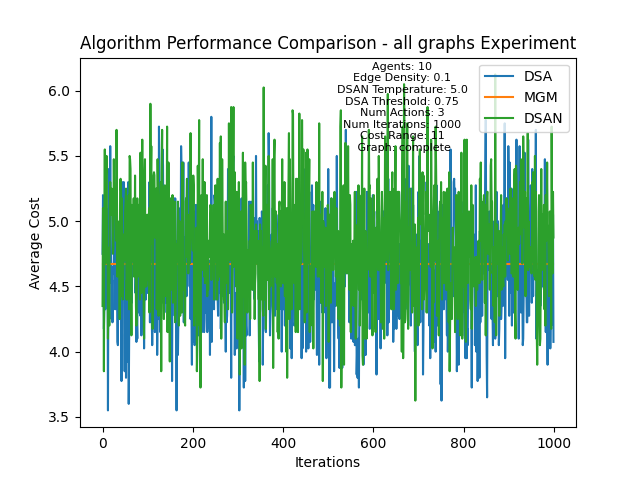 Algorithm Performance Comparison - all graphs Experiment
Agents: 10
Edge Density: 0.1
DSAN Temperature: 5.0
DSA Threshold: 0.75
Num Actions: 3
Num Iterations: 1000
Cost Range: 11
Graph: complete
DSA
MGM
DSAN
Average Cost
6.0
5.5
5.0
4.5
4.0
3.5
0
200
400
600
800
1000
Iterations